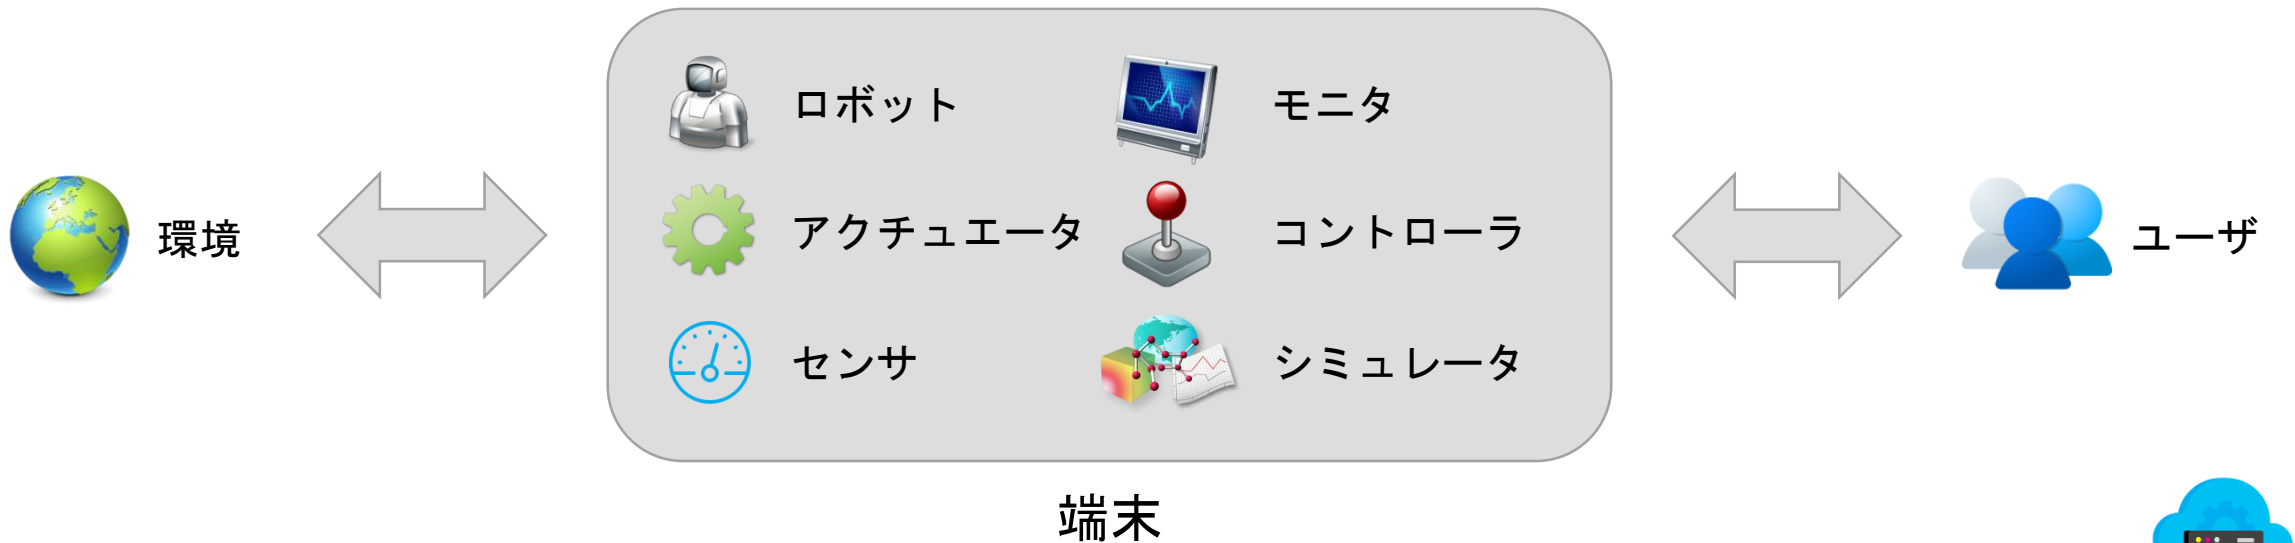 ロボット
モニタ
環境
アクチュエータ
コントローラ
ユーザ
センサ
シミュレータ
端末